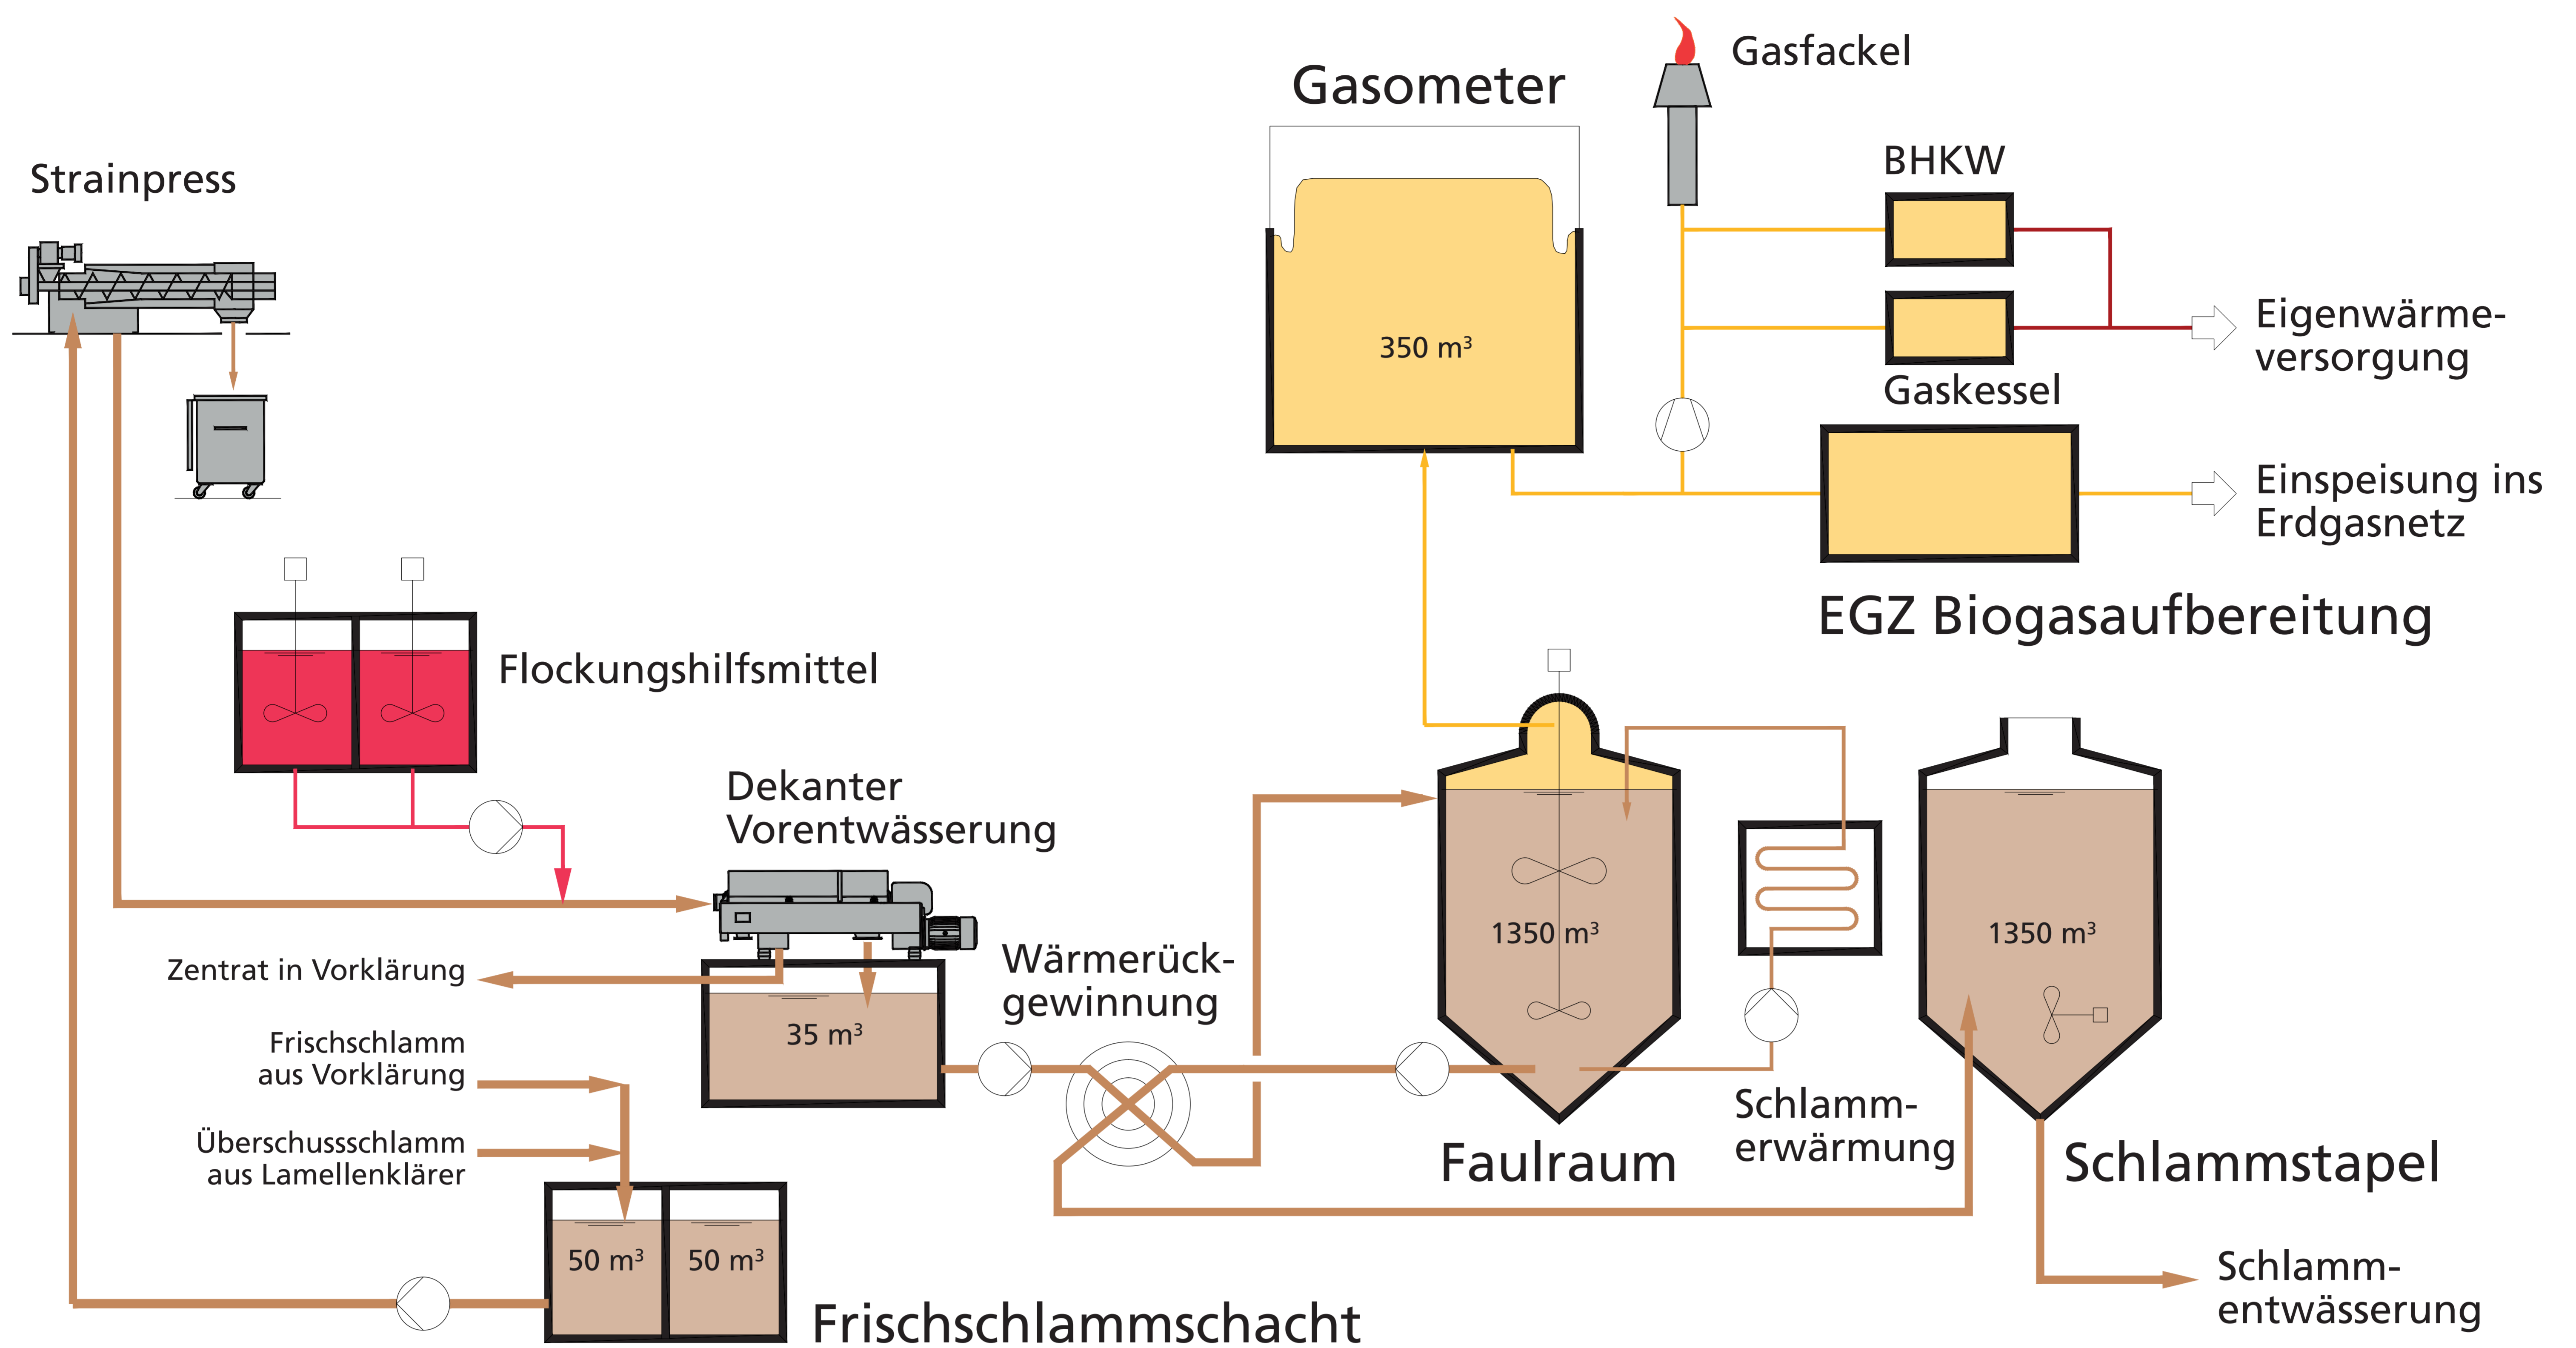 Gasfackel
Gasometer
BHKW
Strainpress
Eigenwärme-
versorgung
350 m³
Gaskessel
Einspeisung ins
Erdgasnetz
EGZ Biogasaufbereitung
Flockungshilfsmittel
Dekanter
Vorentwässerung
1350 m³
1350 m³
Wärmerück-
gewinnung
Zentrat in Vorklärung
35 m³
Frischschlamm
aus Vorklärung
Schlamm-
erwärmung
Überschussschlamm
aus Lamellenklärer
Faulraum
Schlammstapel
50 m³
50 m³
Schlamm-
entwässerung
Frischschlammschacht